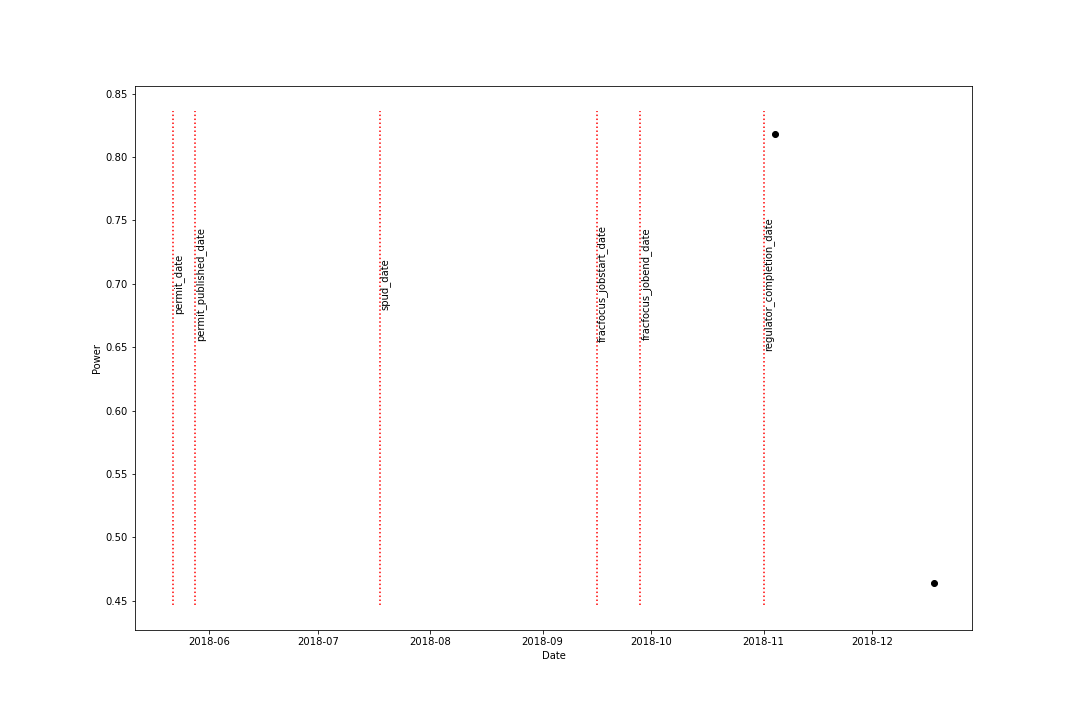 0.85
0.80
0.75
0.70
0.65
0.60
0.55
0.50
0.45
Power
permit_date
permit_published_date
spud_date
fracfocus_jobstart_date
fracfocus_jobend_date
regulator_completion_date
2018-06 2018-07 2018-08 2018-09 2018-10 2018-11 2018-12
Date